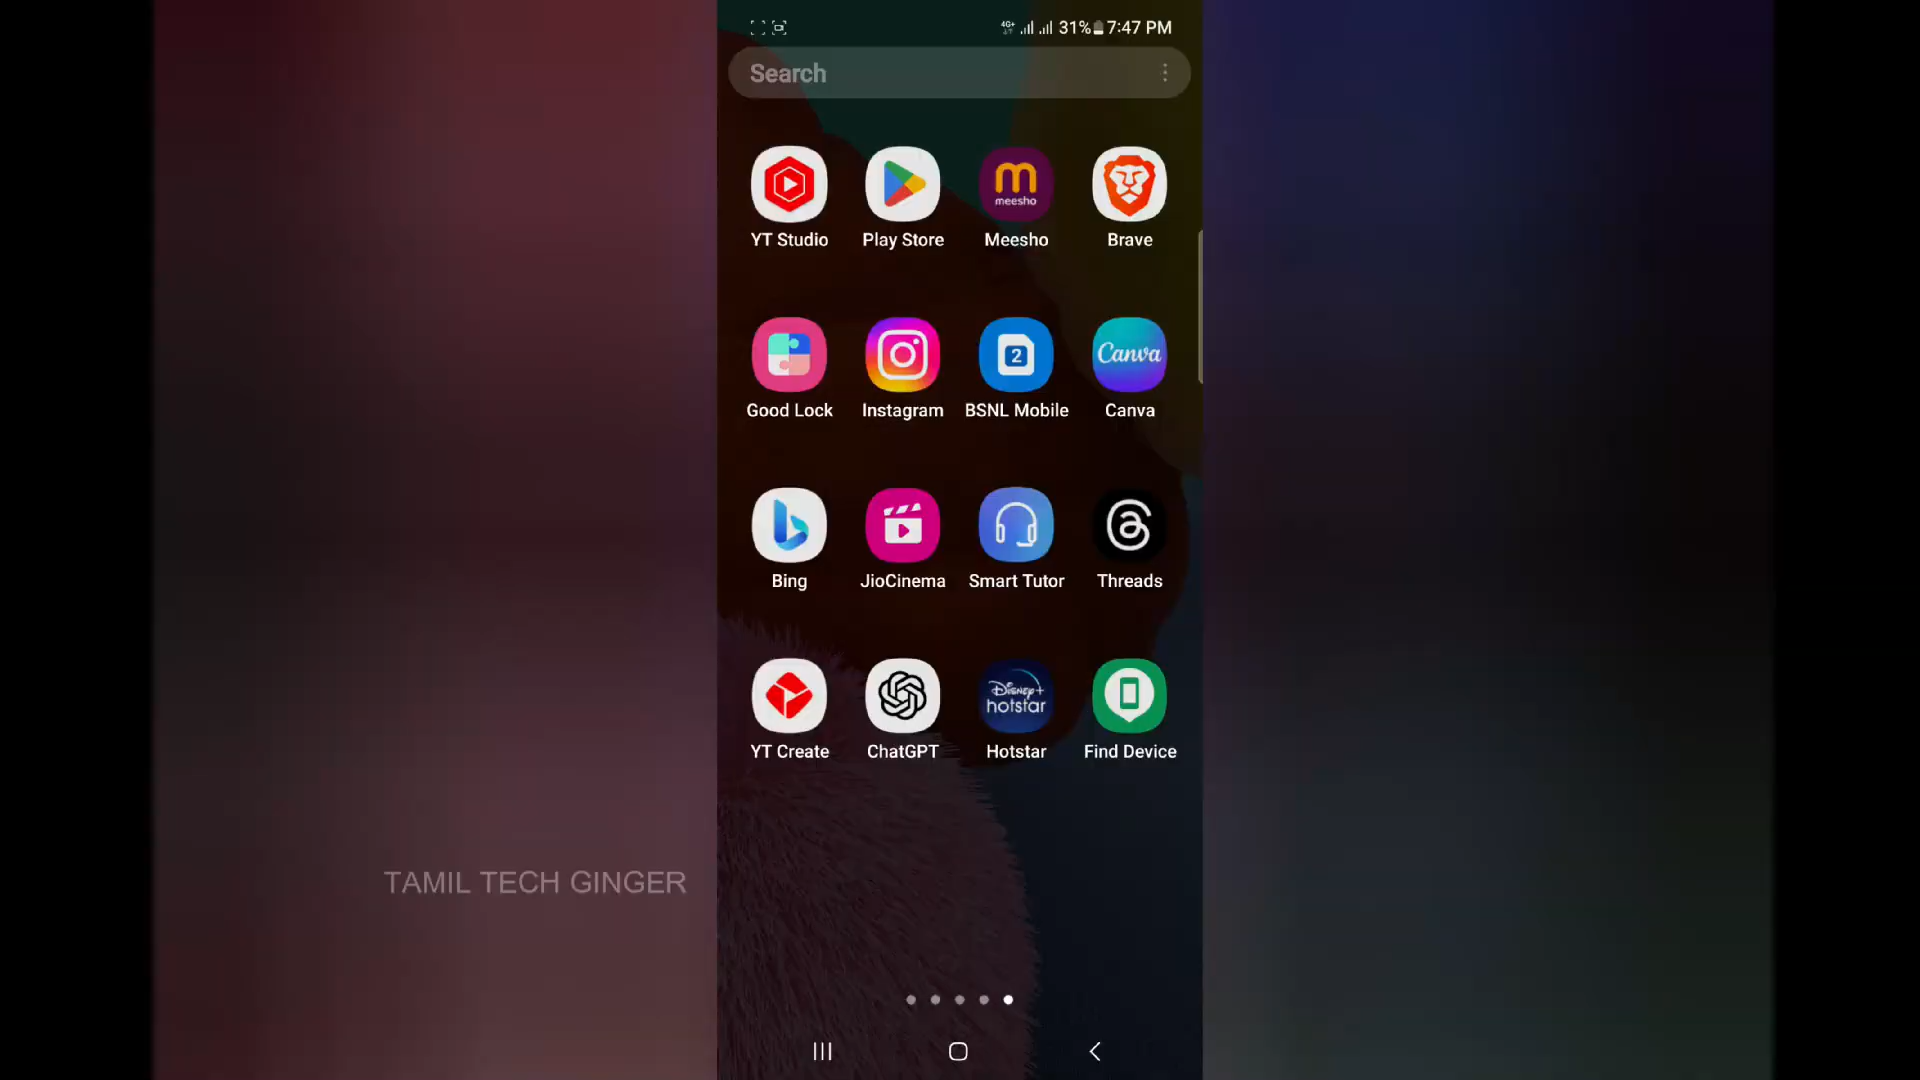 4G+ 31% 7:47 PM
Search
meesho
YT Studio Play Store Meesho Brave
2 Canva
Good Lock Instagram BSNL Mobile Canva
Bing JioCinema Smart Tutor Threads
Disney+
hotstar
YT Create ChatGPT Hotstar Find Device
TAMIL TECH GINGER